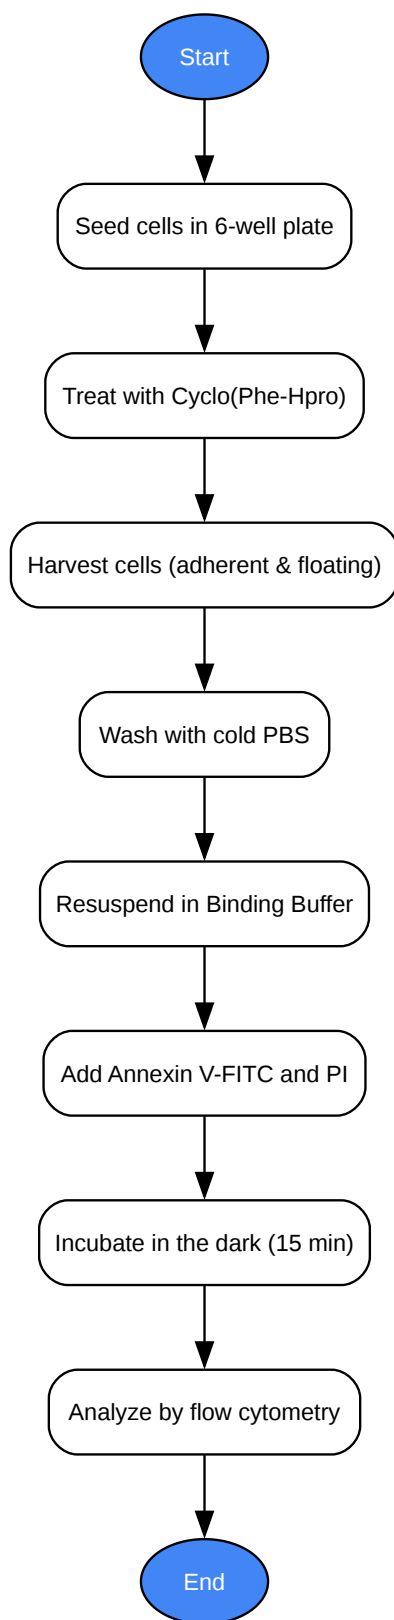 Start
Seed cells in 6-well plate
Treat with Cyclo(Phe-Hpro)
Harvest cells (adherent & floating)
Wash with cold PBS
Resuspend in Binding Buffer
Add Annexin V-FITC and PI
Incubate in the dark (15 min)
Analyze by flow cytometry
End